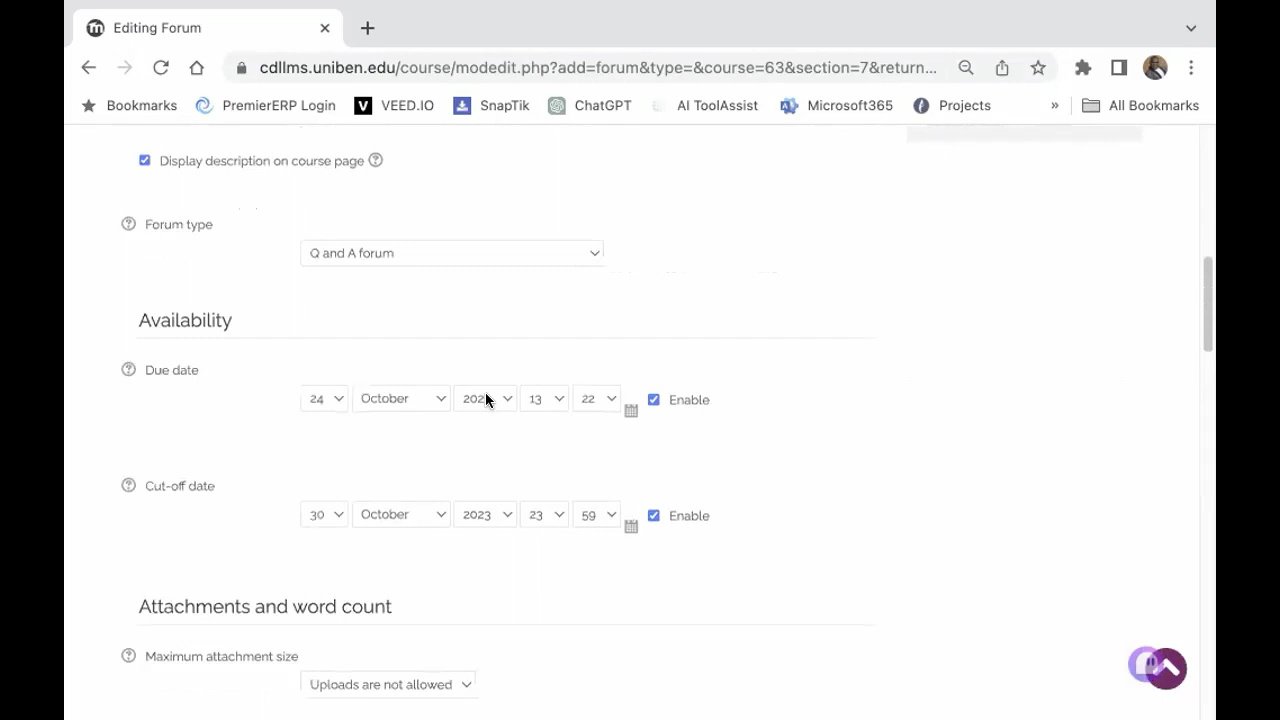 Editing Forum
cdllms.uniben.edu/course/modedit.php?add=forum&type=&course=63&section=7&return...
Bookmarks PremierERP Login VEED.IO SnapTik ChatGPT AI ToolAssist Microsoft365 Projects » All Bookmarks
Display description on course page
Forum type
Q and A forum
Availability
Due date
24 October 13 22 Enable
Cut-off date
30 October 2023 23 59 Enable
Attachments and word count
Maximum attachment size
Uploads are not allowed